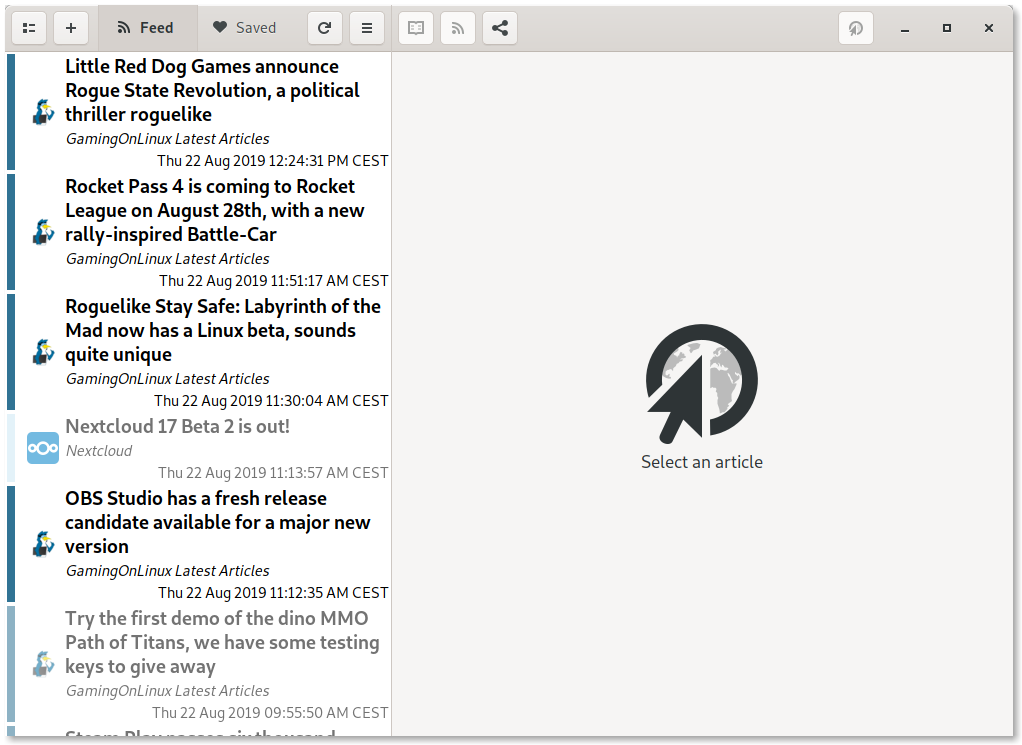 Feed
Saved
Little Red Dog Games announce
Rogue State Revolution, a political
thriller roguelike
GamingOnLinux Latest Articles
Thu 22 Aug 2019 12:24:31 PM CEST
Rocket Pass 4 is coming to Rocket
League on August 28th, with a new
rally-inspired Battle-Car
GamingOnLinux Latest Articles
Thu 22 Aug 2019 11:51:17 AM CEST
Roguelike Stay Safe: Labyrinth of the
Mad now has a Linux beta, sounds
quite unique
GamingOnLinux Latest Articles
Thu 22 Aug 2019 11:30:04 AM CEST
Nextcloud 17 Beta 2 is out!
Nextcloud
Thu 22 Aug 2019 11:13:57 AM CEST
OBS Studio has a fresh release
candidate available for a major new
version
GamingOnLinux Latest Articles
Thu 22 Aug 2019 11:12:35 AM CEST
Try the first demo of the dino MMO
Path of Titans, we have some testing
keys to give away
GamingOnLinux Latest Articles
Thu 22 Aug 2019 09:55:50 AM CEST
Steam Play passes six thousand
Select an article